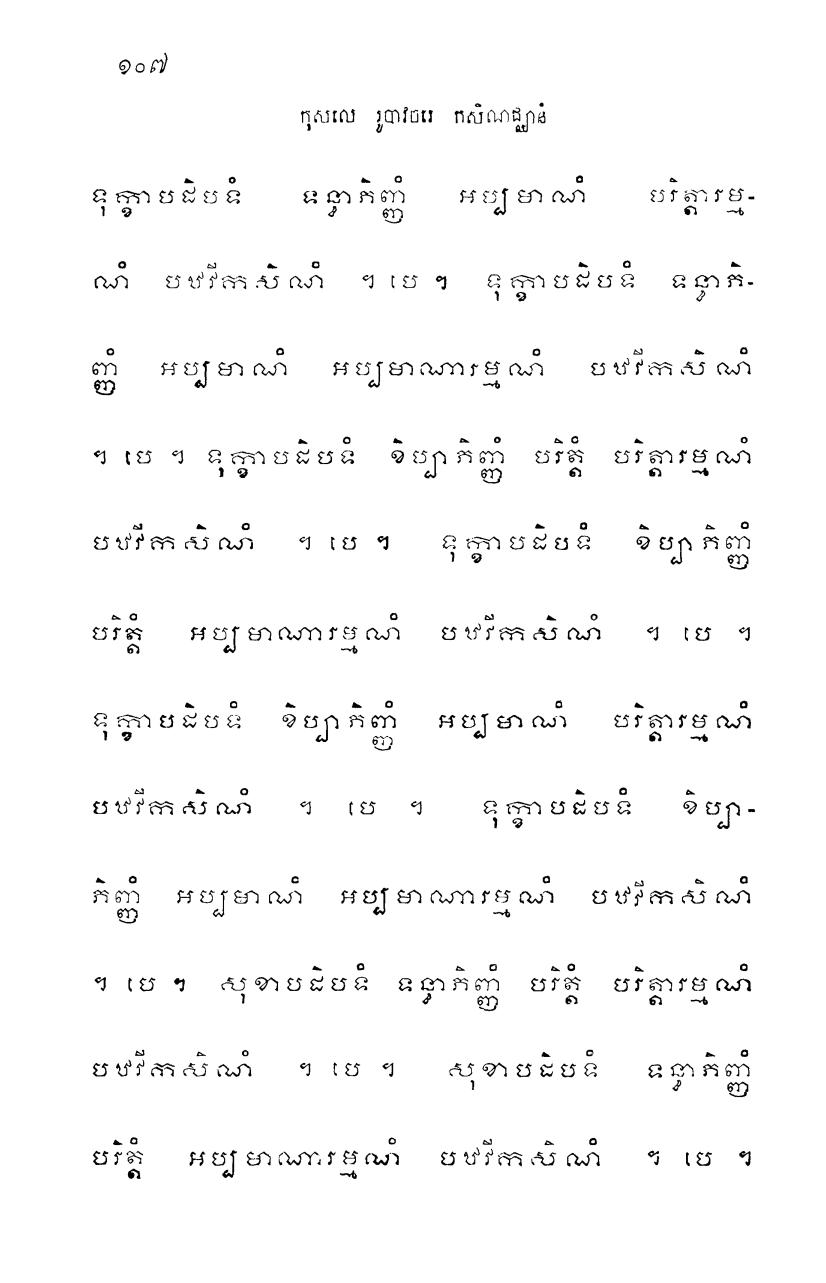 ១០៧
កុសលេ រូបាវចរេ កសិណជ្ឈានំ
ទុក្ខាបដិបទំ ទន្ធាភិញ្ញំ អប្បមាណំ បរិត្តារម្ម-
ណំ បឋវីកសិណំ ។ បេ ។ ទុក្ខាបដិបទំ ទន្ធាភិ-
ញ្ញំ អប្បមាណំ អប្បមាណារម្មណំ បឋវីកសិណំ
។ បេ ។ ទុក្ខាបដិបទំ ខិប្បាភិញ្ញំ បរិត្តំ បរិត្តារម្មណំ
បឋវីកសិណំ ។ បេ ។ ទុក្ខាបដិបទំ ខិប្បាភិញ្ញំ
បរិត្តំ អប្បមាណារម្មណំ បឋវីកសិណំ ។ បេ ។
ទុក្ខាបដិបទំ ខិប្បាភិញ្ញំ អប្បមាណំ បរិត្តារម្មណំ
បឋវីកសិណំ ។ បេ ។ ទុក្ខាបដិបទំ ខិប្បា-
ភិញ្ញំ អប្បមាណំ អប្បមាណារម្មណំ បឋវីកសិណំ
។ បេ ។ សុខាបដិបទំ ទន្ធាភិញ្ញំ បរិត្តំ បរិត្តារម្មណំ
បឋវីកសិណំ ។ បេ ។ សុខាបដិបទំ ទន្ធាភិញ្ញំ
បរិត្តំ អប្បមាណារម្មណំ បឋវីកសិណំ ។ បេ ។